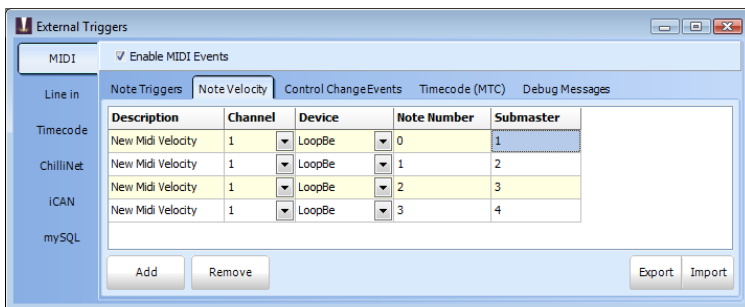 External Triggers
MIDI
Line in
Timecode
ChilliNet
iCAN
mySQL
Enable MIDI Events
Note Triggers Note Velocity Control Change Events Timecode (MTC) Debug Messages
Description Channel Device Note Number Submaster
New Midi Velocity 1 LoopBe 0 1
New Midi Velocity 1 LoopBe 1 2
New Midi Velocity 1 LoopBe 2 3
New Midi Velocity 1 LoopBe 3 4
Add Remove Export Import